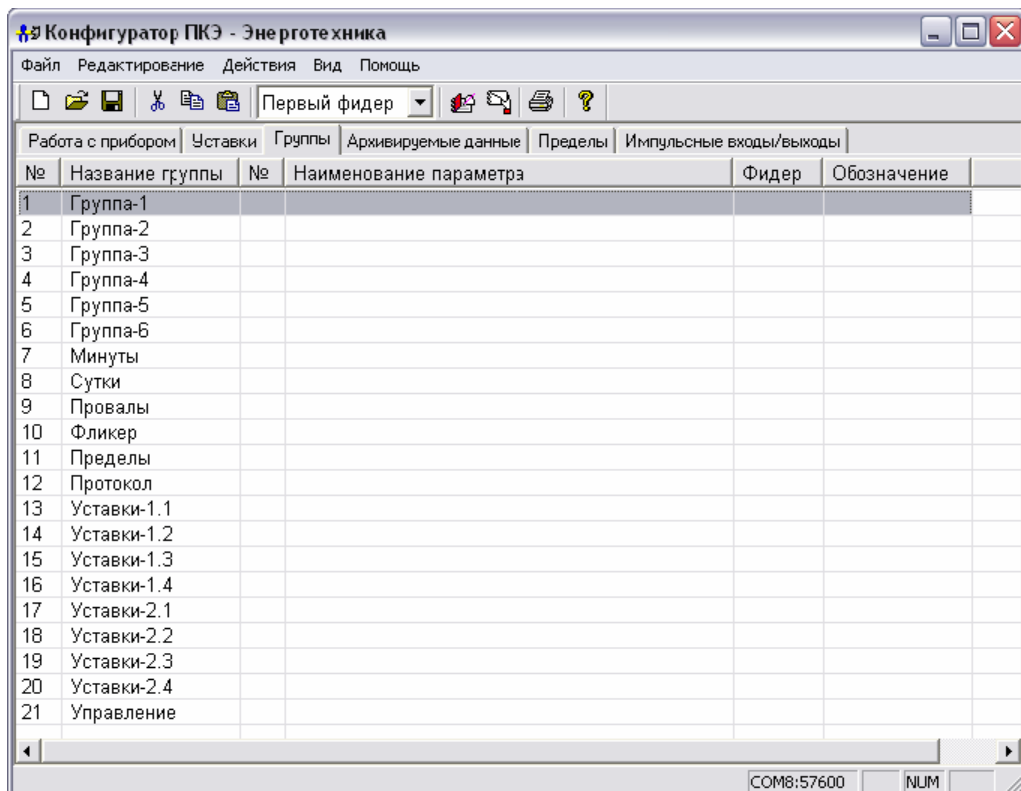 Конфигуратор ПКЭ - Энерготехника
Файл Редактирование Действия Вид Помощь
Первый фидер
Работа с прибором Уставки Группы Архивируемые данные Пределы Импульсные входы/выходы
№ Название группы № Наименование параметра Фидер Обозначение
1 Группа-1
2 Группа-2
3 Группа-3
4 Группа-4
5 Группа-5
6 Группа-6
7 Минуты
8 Сутки
9 Провалы
10 Фликер
11 Пределы
12 Протокол
13 Уставки-1.1
14 Уставки-1.2
15 Уставки-1.3
16 Уставки-1.4
17 Уставки-2.1
18 Уставки-2.2
19 Уставки-2.3
20 Уставки-2.4
21 Управление
COM8:57600 NUM